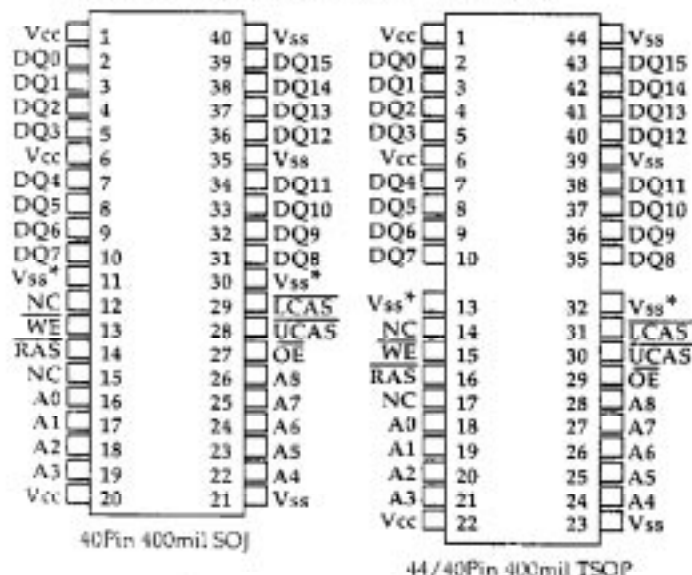 Vcc 1 40 Vss
DQ0 2 39 DQ15
DQ1 3 38 DQ14
DQ2 4 37 DQ13
DQ3 5 36 DQ12
Vcc 6 35 Vss
DQ4 7 34 DQ11
DQ5 8 33 DQ10
DQ6 9 32 DQ9
DQ7 10 31 DQ8
Vss* 11 30 Vss*
NC 12 29 LCAS
WE 13 28 UCAS
RAS 14 27 OE
NC 15 26 A8
A0 16 25 A7
A1 17 24 A6
A2 18 23 A5
A3 19 22 A4
Vcc 20 21 Vss
40Pin 400mil SOJ
Vcc 1 44 Vss
DQ0 2 43 DQ15
DQ1 3 42 DQ14
DQ2 4 41 DQ13
DQ3 5 40 DQ12
Vcc 6 39 Vss
DQ4 7 38 DQ11
DQ5 8 37 DQ10
DQ6 9 36 DQ9
DQ7 10 35 DQ8
Vss* 13 32 Vss*
NC 14 31 LCAS
WE 15 30 UCAS
RAS 16 29 OE
NC 17 28 A8
A0 18 27 A7
A1 19 26 A6
A2 20 25 A5
A3 21 24 A4
Vcc 22 23 Vss
44/40Pin 400mil TSOP